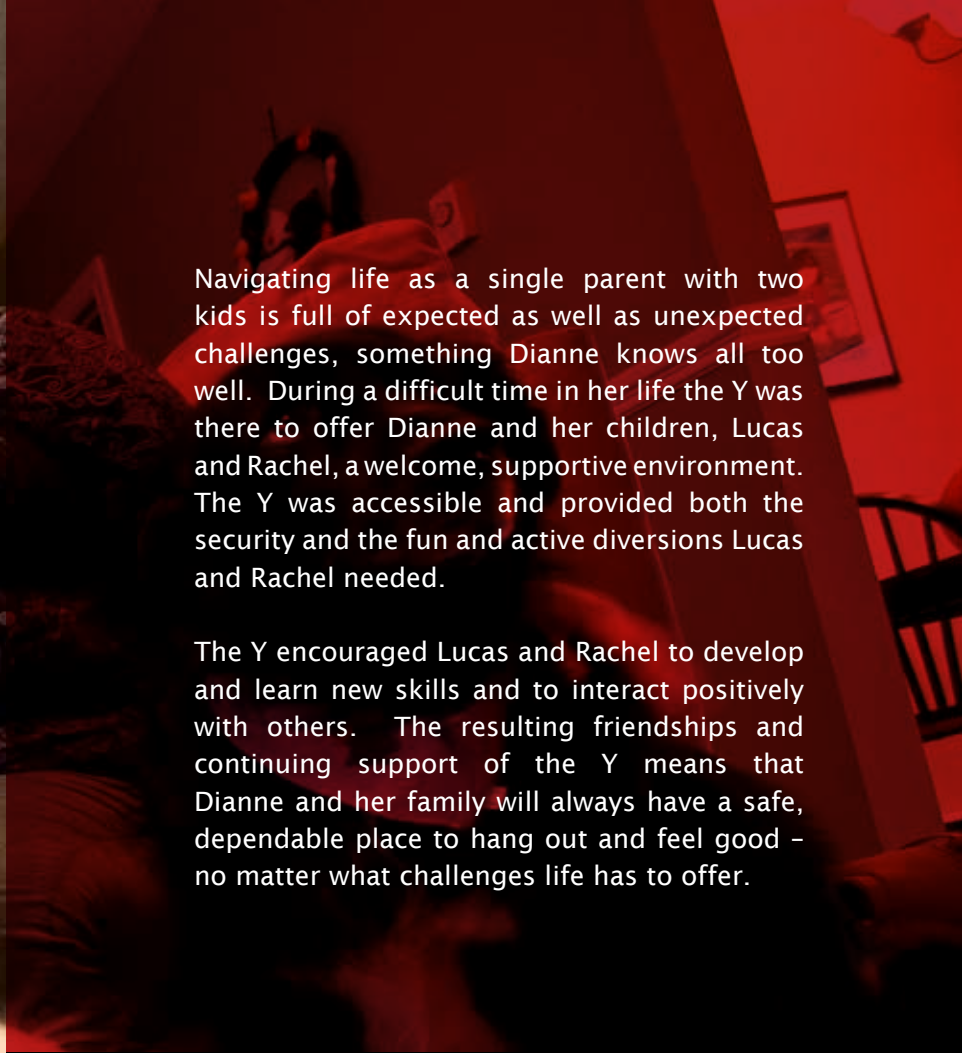 Navigating life as a single parent with two
kids is full of expected as well as unexpected
challenges, something Dianne knows all too
well.  During a difficult time in her life the Y was
there to offer Dianne and her children, Lucas
and Rachel, a welcome, supportive environment.
The Y was accessible and provided both the
security and the fun and active diversions Lucas
and Rachel needed.

The Y encouraged Lucas and Rachel to develop
and learn new skills and to interact positively
with others.  The resulting friendships and
continuing support of the Y means that
Dianne and her family will always have a safe,
dependable place to hang out and feel good –
no matter what challenges life has to offer.